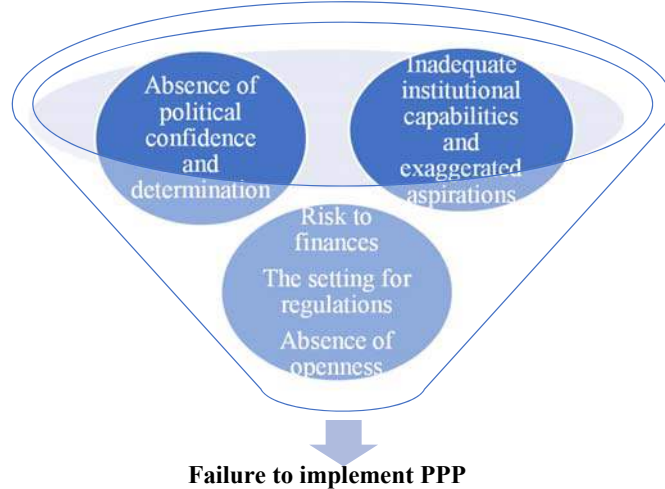 Absence of
political
confidence
and
determination
Inadequate
institutional
capabilities
and
exaggerated
aspirations
Risk to
finances
The setting for
regulations
Absence of
openness
Failure to implement PPP